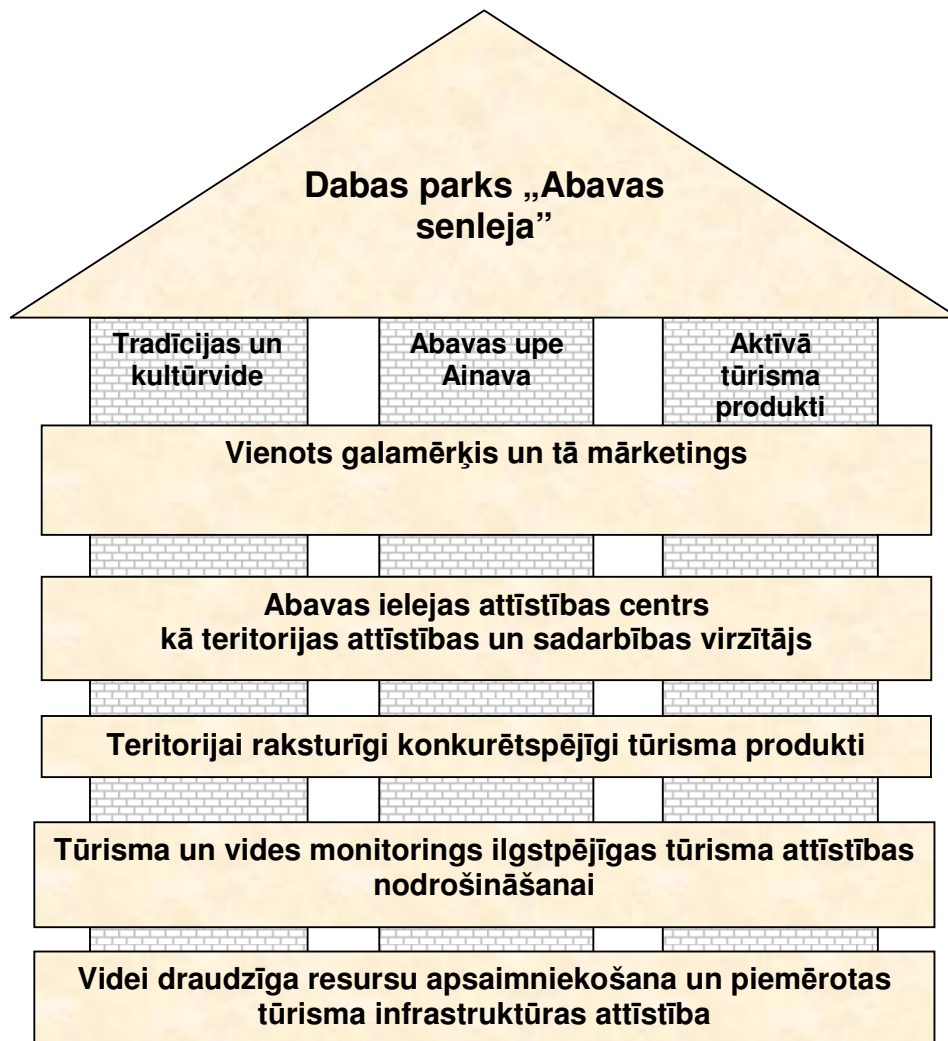 Dabas parks „Abavas
senleja”
Tradīcijas un
kultūrvide
Abavas upe
Ainava
Aktīvā
tūrisma
produkti
Vienots galamērķis un tā mārketings
Abavas ielejas attīstības centrs
kā teritorijas attīstības un sadarbības virzītājs
Teritorijai raksturīgi konkurētspējīgi tūrisma produkti
Tūrisma un vides monitorings ilgstpējīgas tūrisma attīstības
nodrošināšanai
Videi draudzīga resursu apsaimniekošana un piemērotas
tūrisma infrastruktūras attīstība